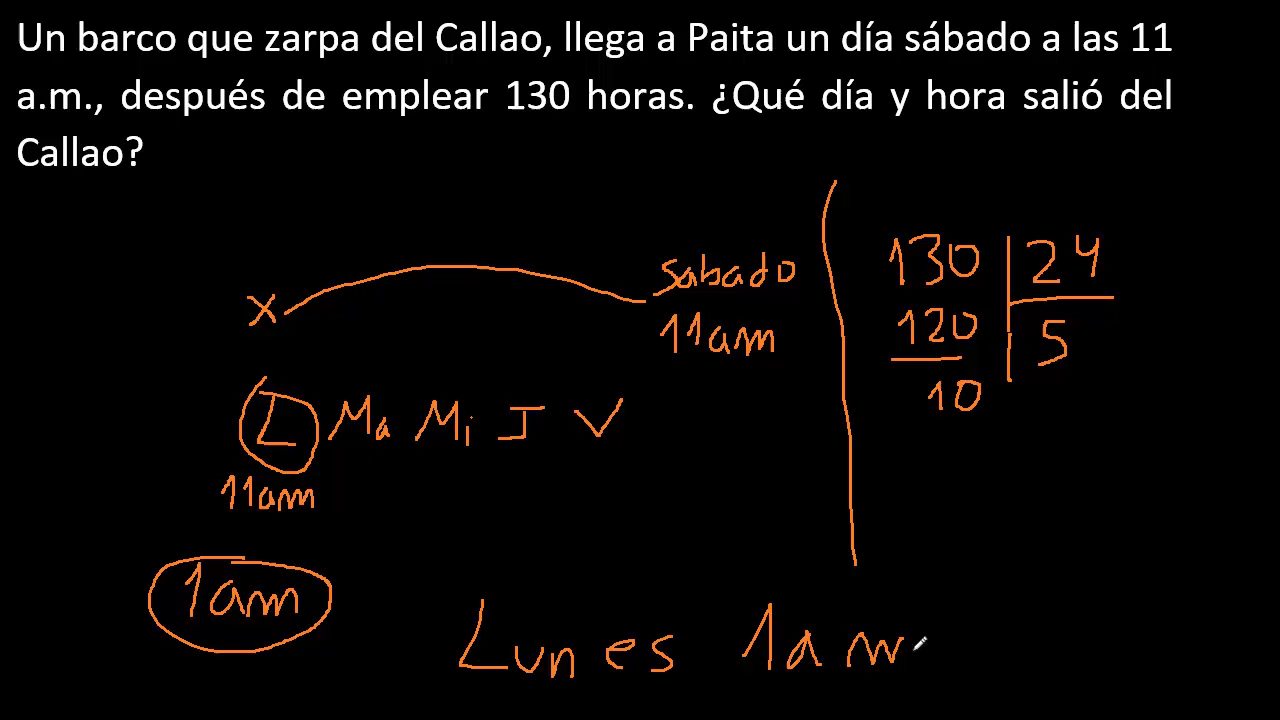 Un barco que zarpa del Callao, llega a Paita un día sábado a las 11
a.m., después de emplear 130 horas. ¿Qué día y hora salió del
Callao?
x
sabado
11am
L Ma Mi J V
11am
1am
Lunes 1am
130 24
120 5
10